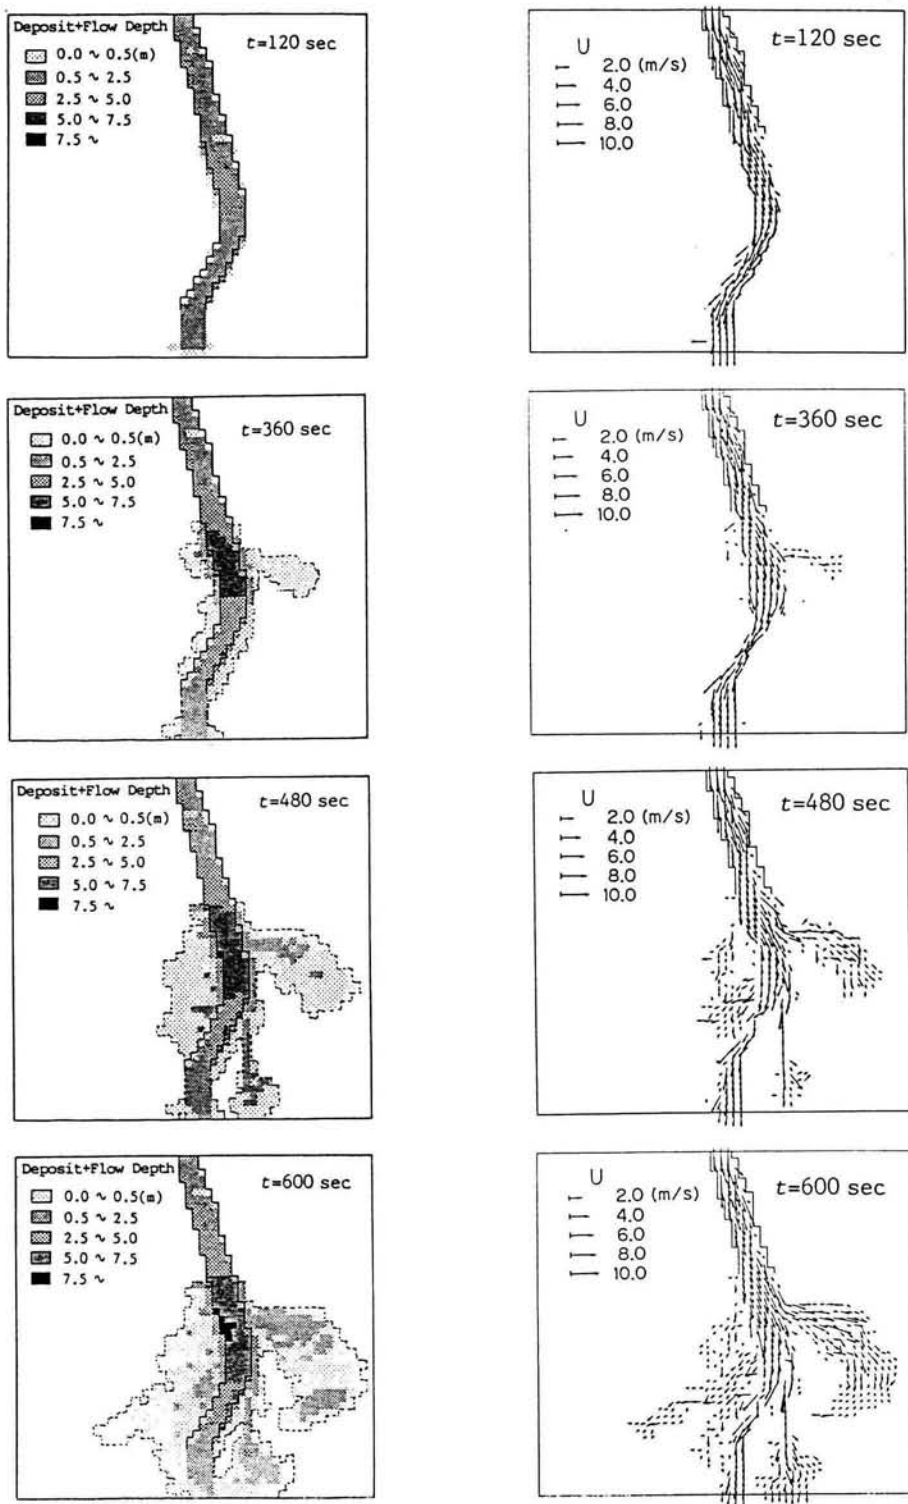 Deposit+Flow Depth
t=120 sec
0.0 ~ 0.5(m)
0.5 ~ 2.5
2.5 ~ 5.0
5.0 ~ 7.5
7.5 ~
t=120 sec
U
2.0 (m/s)
4.0
6.0
8.0
10.0
Deposit+Flow Depth
t=360 sec
0.0 ~ 0.5(m)
0.5 ~ 2.5
2.5 ~ 5.0
5.0 ~ 7.5
7.5 ~
t=360 sec
U
2.0 (m/s)
4.0
6.0
8.0
10.0
Deposit+Flow Depth
t=480 sec
0.0 ~ 0.5(m)
0.5 ~ 2.5
2.5 ~ 5.0
5.0 ~ 7.5
7.5 ~
t=480 sec
U
2.0 (m/s)
4.0
6.0
8.0
10.0
Deposit+Flow Depth
t=600 sec
0.0 ~ 0.5(m)
0.5 ~ 2.5
2.5 ~ 5.0
5.0 ~ 7.5
7.5 ~
t=600 sec
U
2.0 (m/s)
4.0
6.0
8.0
10.0